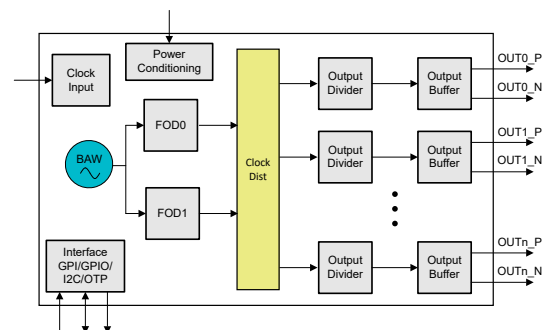 Power
Conditioning
Clock
Input
BAW
FOD0
FOD1
Interface
GPI/GPIO/
I2C/OTP
Clock
Dist
Output
Divider
Output
Buffer
OUT0_P
OUT0_N
Output
Divider
Output
Buffer
OUT1_P
OUT1_N
Output
Divider
Output
Buffer
OUTn_P
OUTn_N